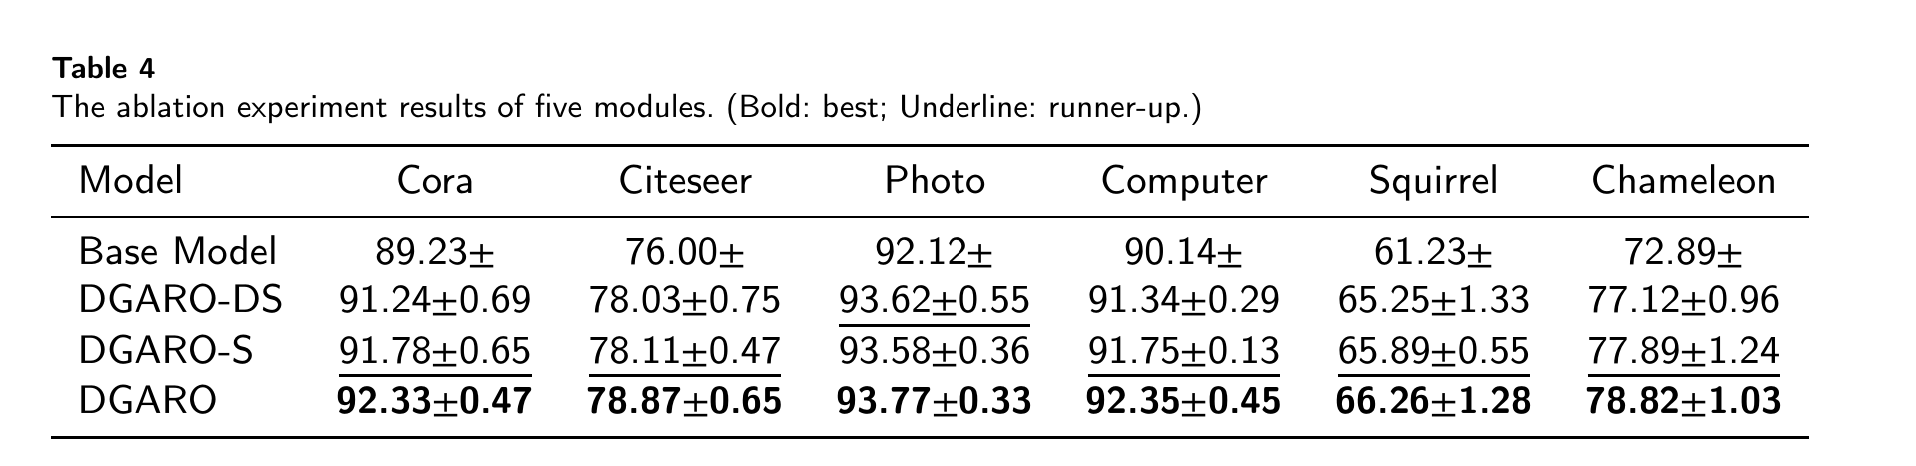 Table 4
The ablation experiment results of five modules. (Bold: best; Underline: runner-up.)
Model Cora Citeseer Photo Computer Squirrel Chameleon
Base Model 89.23± 76.00± 92.12± 90.14± 61.23± 72.89±
DGARO-DS 91.24±0.69 78.03±0.75 93.62±0.55 91.34±0.29 65.25±1.33 77.12±0.96
DGARO-S 91.78±0.65 78.11±0.47 93.58±0.36 91.75±0.13 65.89±0.55 77.89±1.24
DGARO 92.33±0.47 78.87±0.65 93.77±0.33 92.35±0.45 66.26±1.28 78.82±1.03